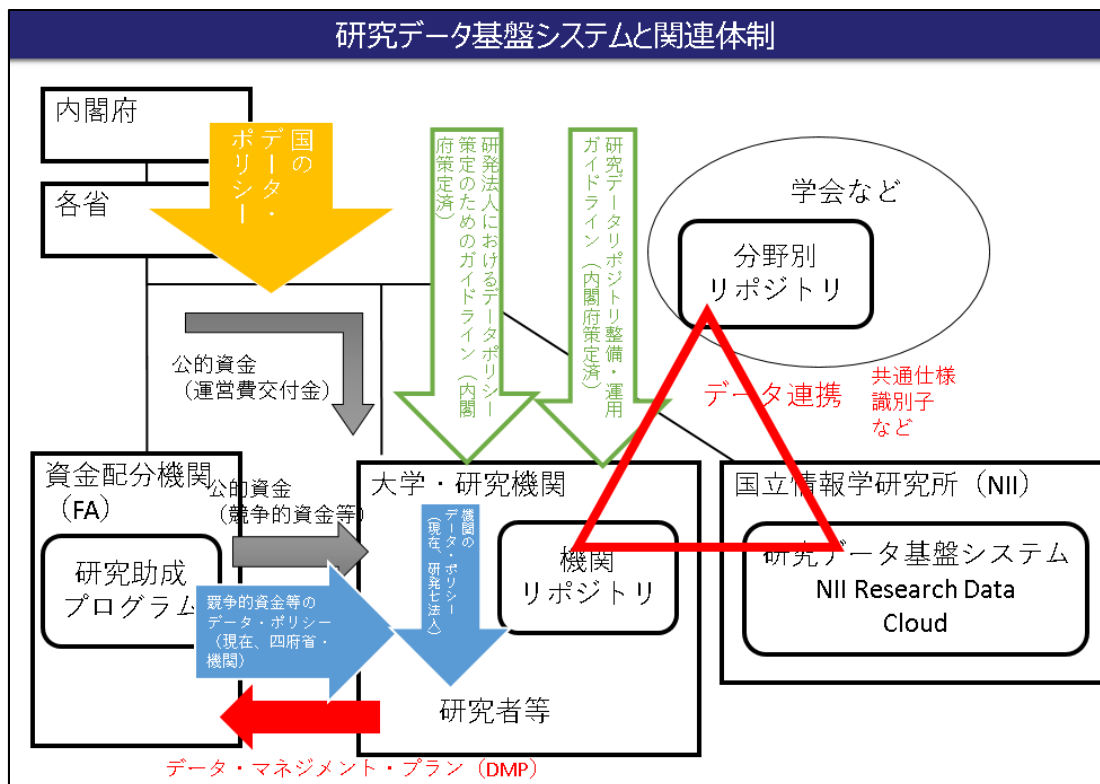 研究データ基盤システムと関連体制
内閣府
各省
国の
データ・
ポリシー
研発法人におけるデータポリシー
策定のためのガイドライン（内閣
府策定済）
研究データリポジトリ整備・運用
ガイドライン（内閣府策定済）
学会など
分野別
リポジトリ
公的資金
（運営費交付金）
データ連携
共通仕様
識別子
など
資金配分機関
（FA）
公的資金
（競争的資金等）
大学・研究機関
国立情報学研究所（NII）
研究助成
プログラム
機関の
データ・ポリシー
（現在、研発七法人）
機関
リポジトリ
研究データ基盤システム
NII Research Data
Cloud
競争的資金等の
データ・ポリシー
（現在、四府省・
機関）
研究者等
データ・マネジメント・プラン（DMP）